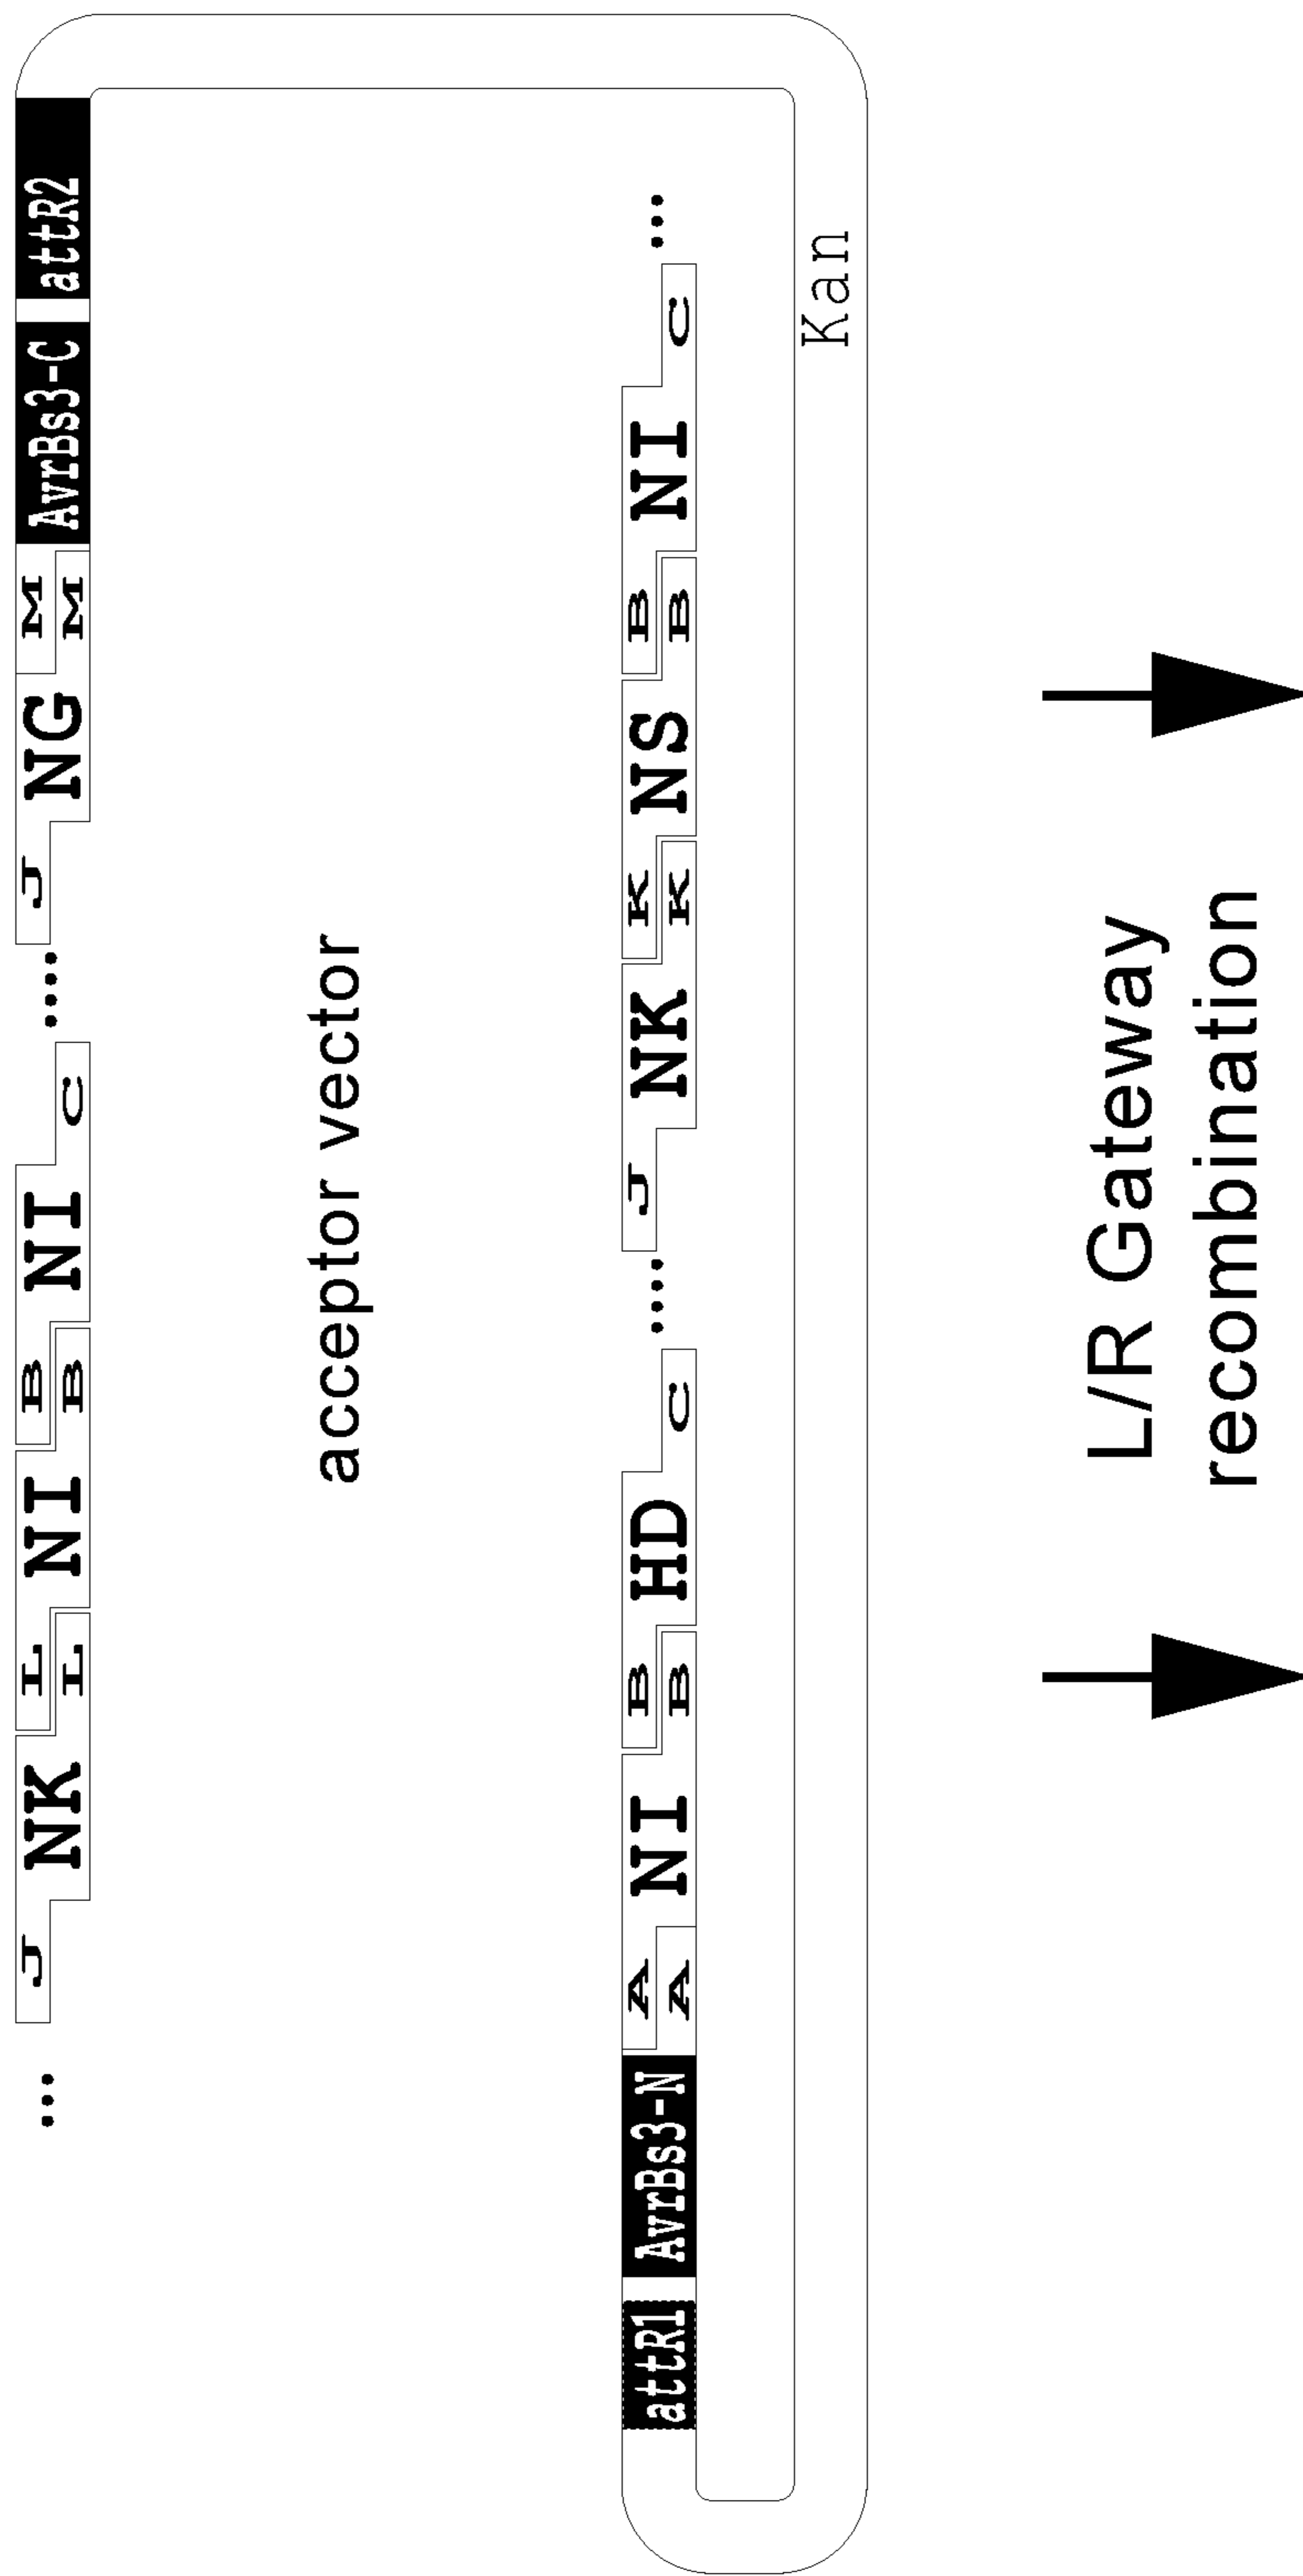 ... J NK L L NI B B NI C .... J NG M M AvrBs3-C attR2
acceptor vector
attR1 AvrBs3-N A A NI B B HD C .... J NK K K NS B B NI C ...
Kan
L/R Gateway
recombination